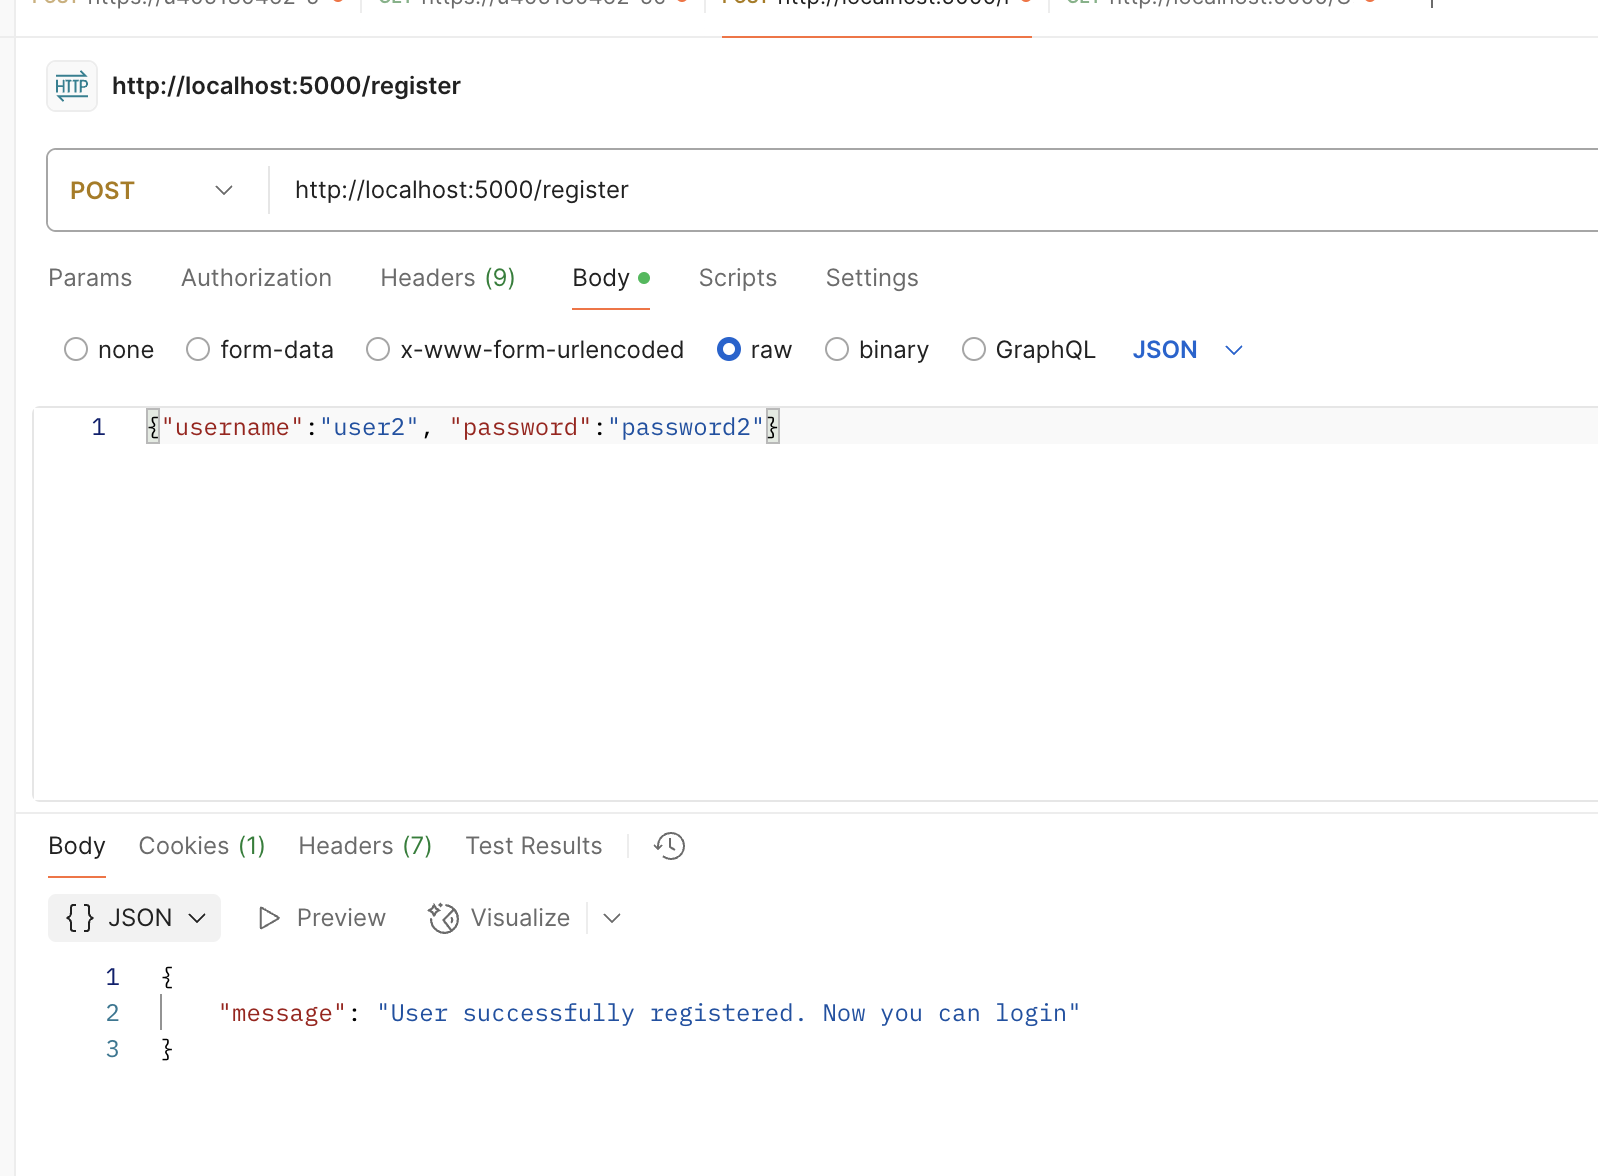 HTTP http://localhost:5000/register
POST http://localhost:5000/register
Params Authorization Headers (9) Body Scripts Settings
none form-data x-www-form-urlencoded raw binary GraphQL JSON
1 {"username":"user2", "password":"password2"}
Body Cookies (1) Headers (7) Test Results
{} JSON Preview Visualize
1 {
2 "message": "User successfully registered. Now you can login"
3 }